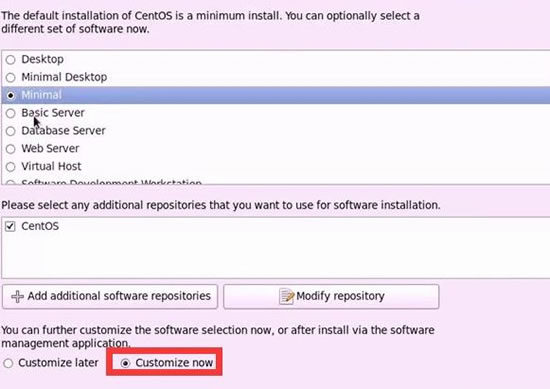 The default installation of CentOS is a minimum install. You can optionally select a
different set of software now.
Desktop
Minimal Desktop
Minimal
Basic Server
Database Server
Web Server
Virtual Host
Software Development Workstation
Please select any additional repositories that you want to use for software installation.
CentOS
Add additional software repositories
Modify repository
You can further customize the software selection now, or after install via the software
management application.
Customize later
Customize now